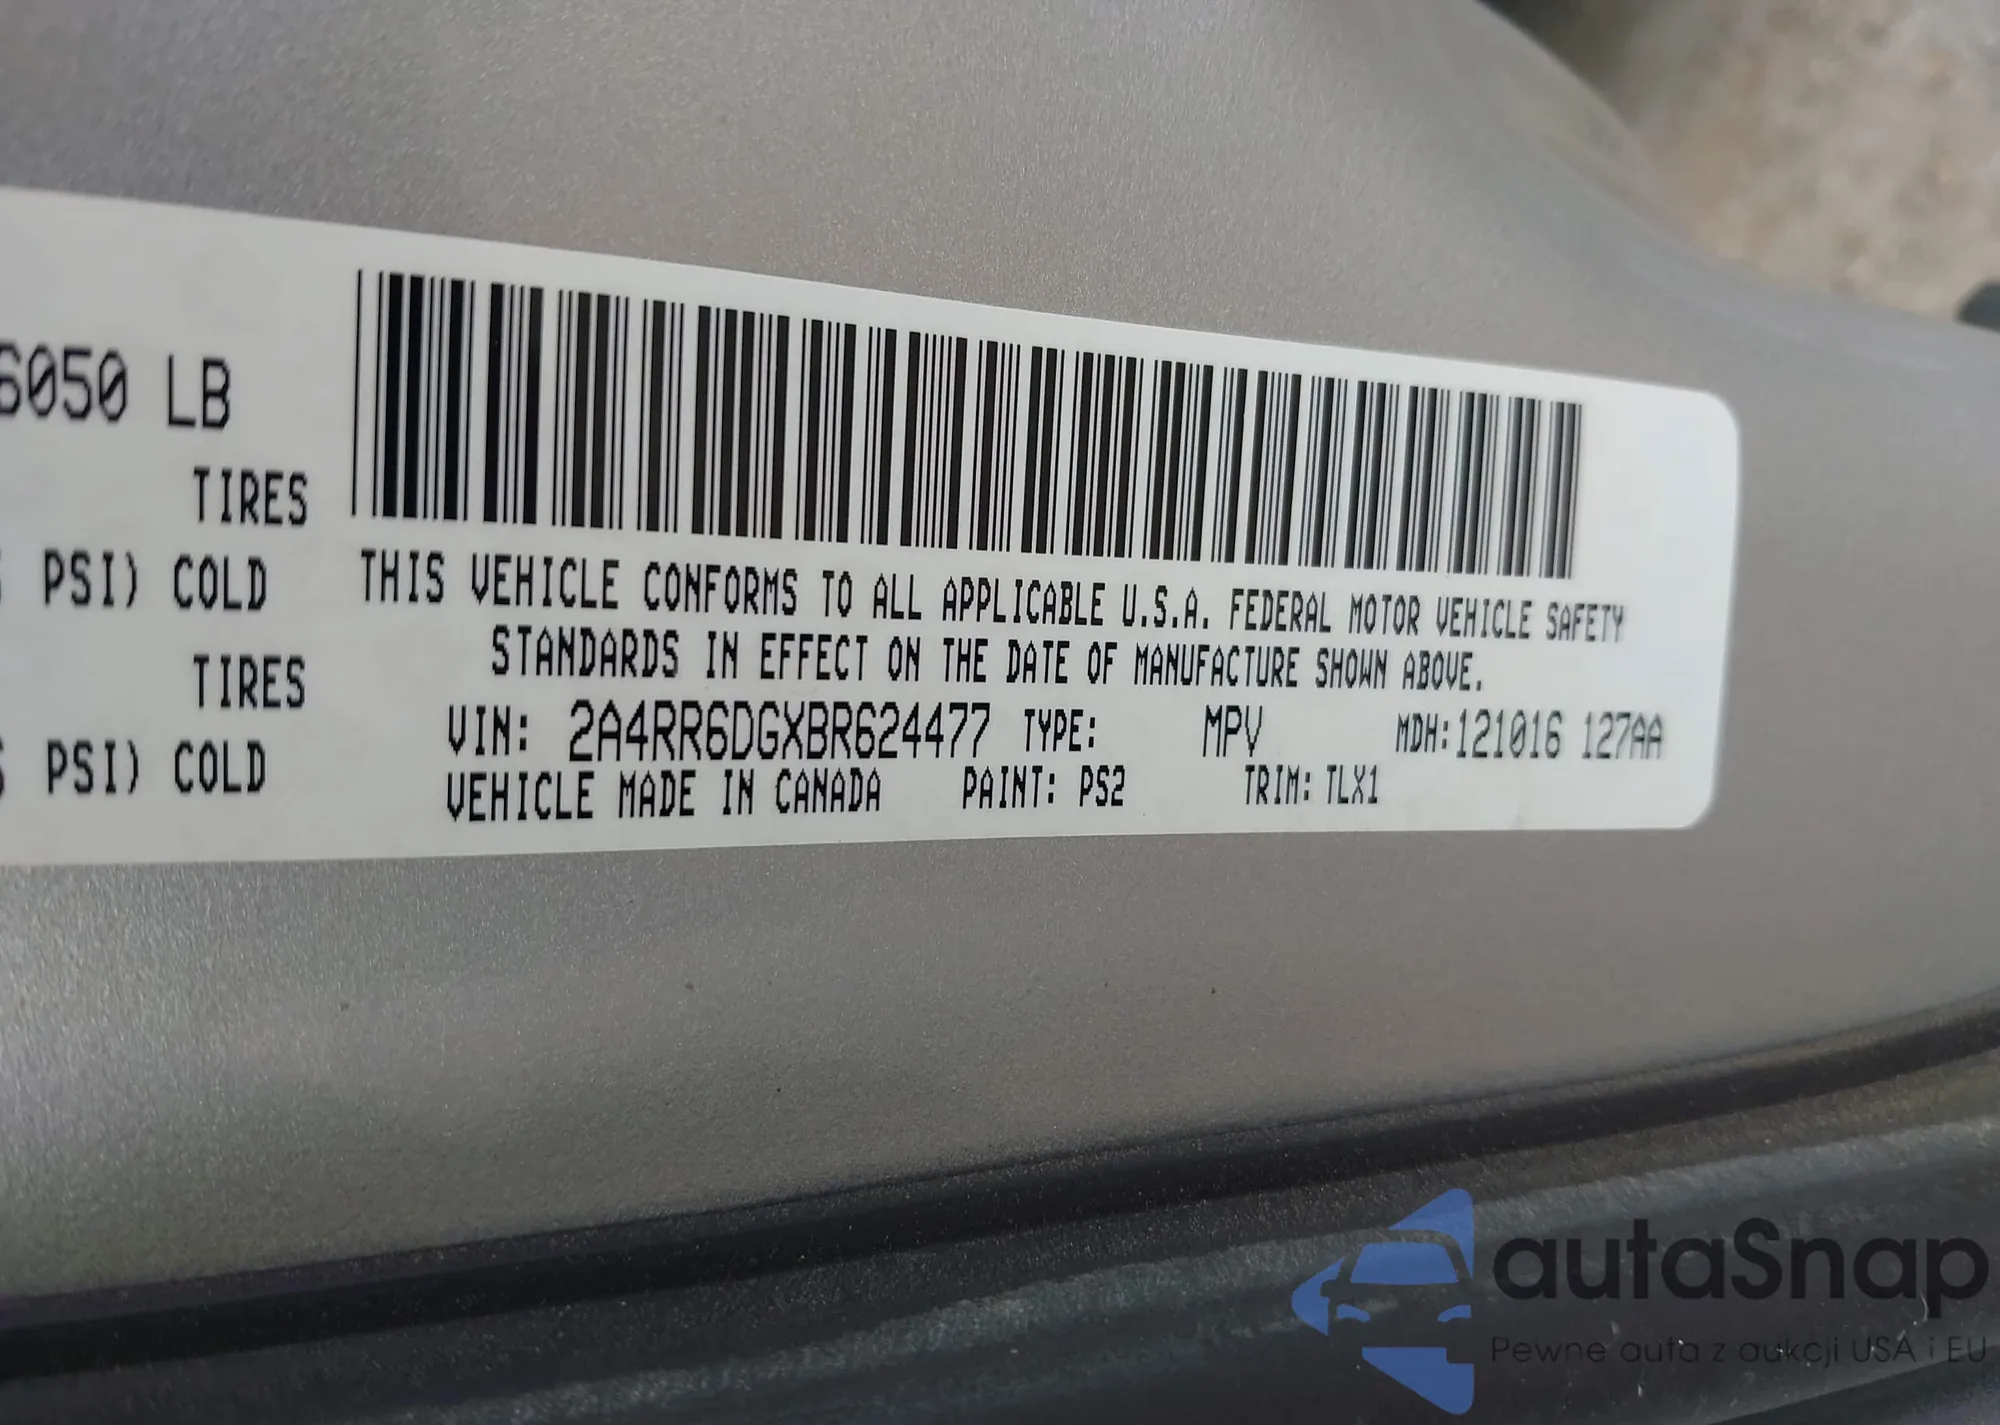 6050 LB
TIRES
PSI) COLD
TIRES
PSI) COLD
THIS VEHICLE CONFORMS TO ALL APPLICABLE U.S.A. FEDERAL MOTOR VEHICLE SAFETY
STANDARDS IN EFFECT ON THE DATE OF MANUFACTURE SHOWN ABOVE.
VIN: 2A4RR6DGXBR624477 TYPE: MPV MDH:121016 127AA
VEHICLE MADE IN CANADA PAINT: PS2 TRIM: TLX1
autaSnap
Pewne auta z aukcji USA i EU